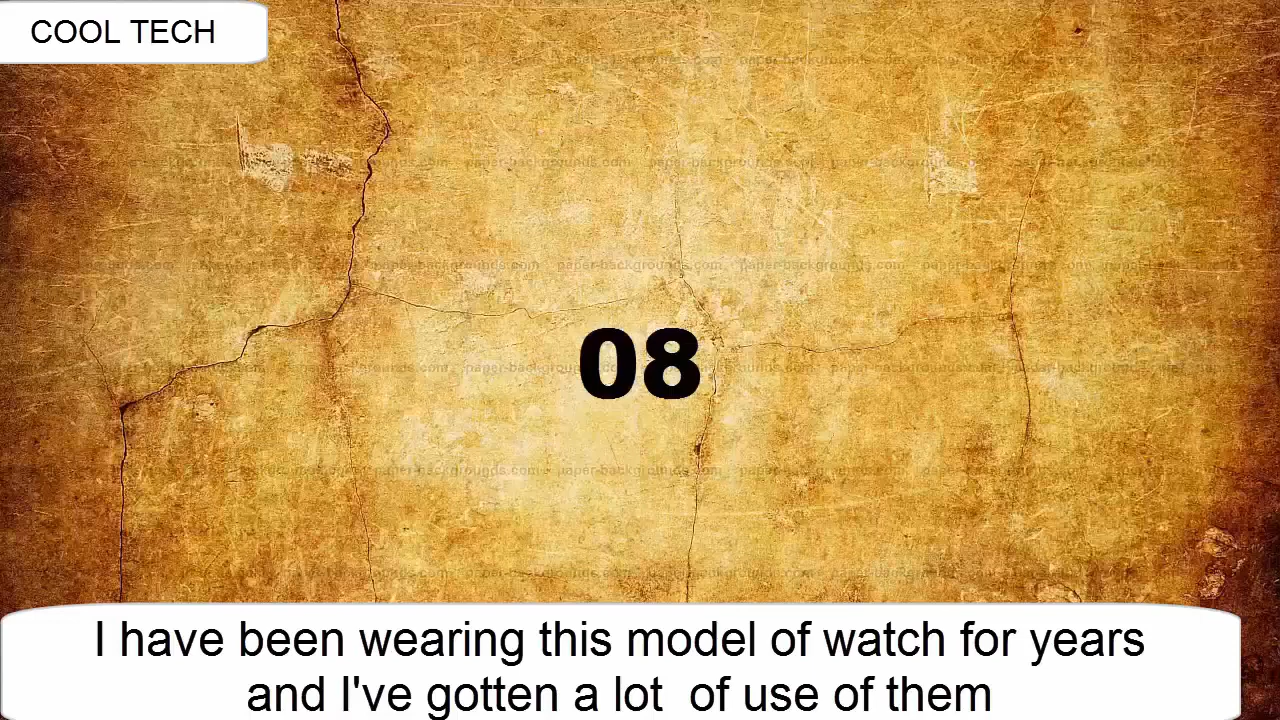 COOL TECH
08
I have been wearing this model of watch for years
and I've gotten a lot  of use of them